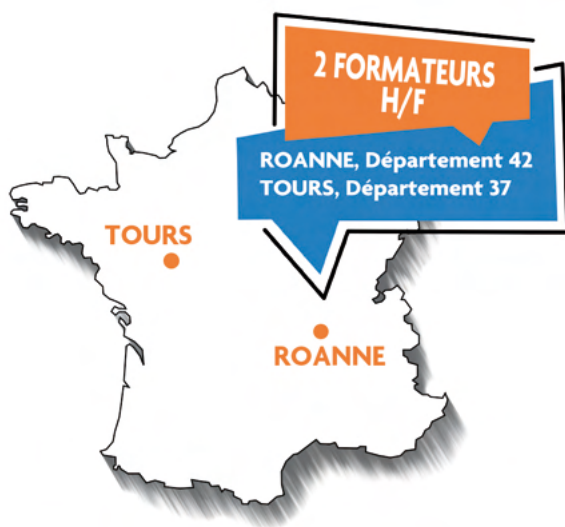 2 FORMATEURS
H/F
ROANNE, Département 42
TOURS, Département 37
TOURS
ROANNE